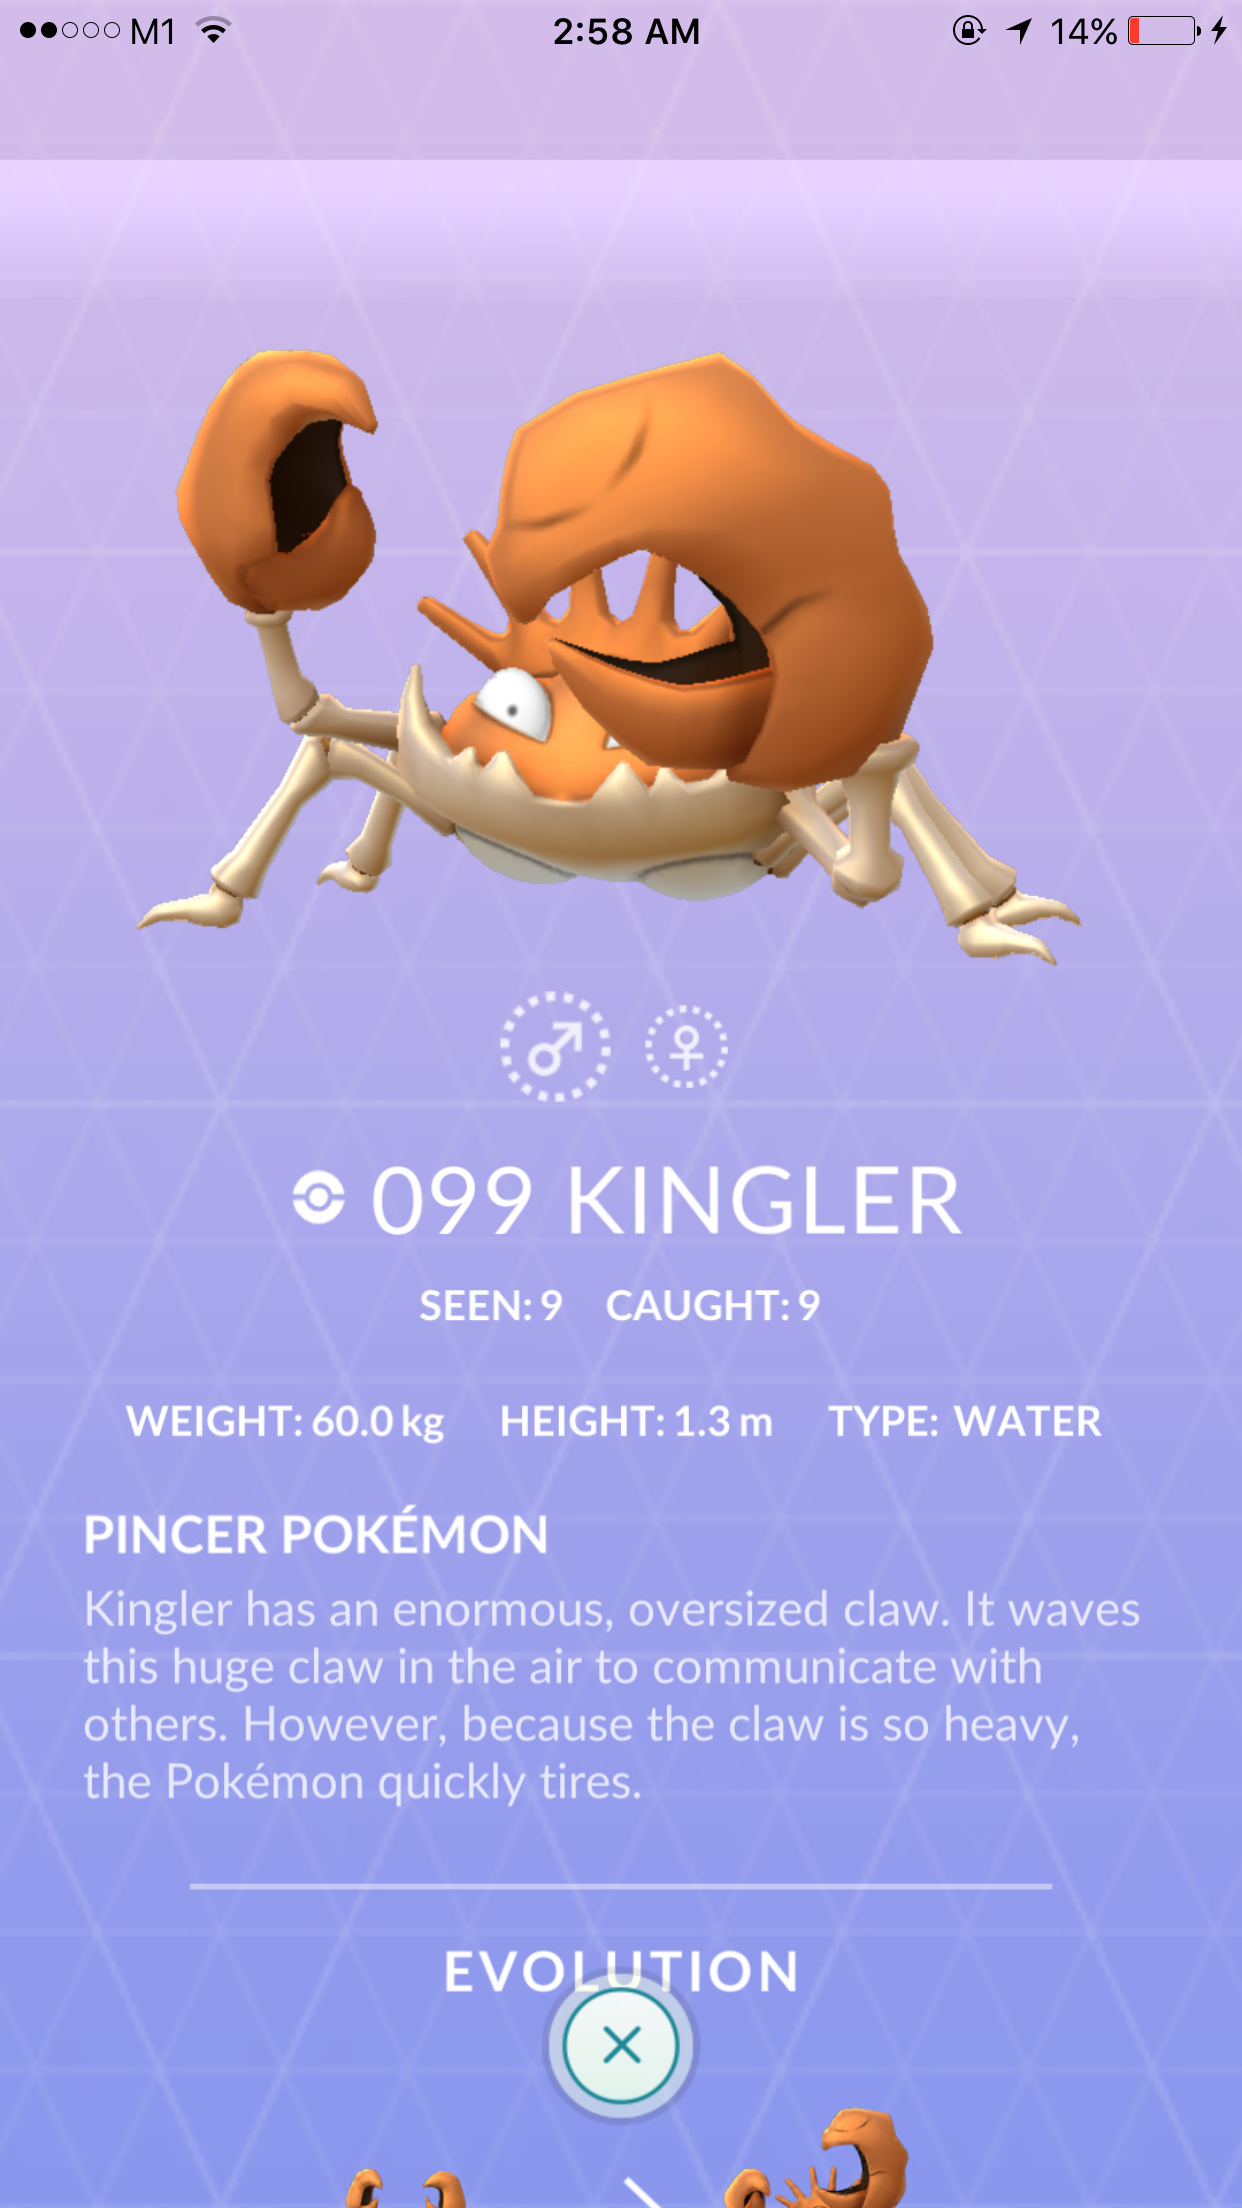 M1 2:58 AM 14%
099 KINGLER
SEEN: 9 CAUGHT: 9
WEIGHT: 60.0 kg HEIGHT: 1.3 m TYPE: WATER
PINCER POKÉMON
Kingler has an enormous, oversized claw. It waves
this huge claw in the air to communicate with
others. However, because the claw is so heavy,
the Pokémon quickly tires.
EVOLUTION